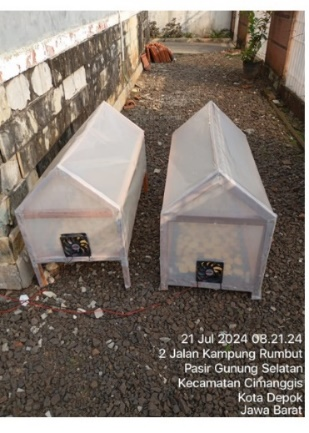 21 Jul 2024 08.21.24
2 Jalan Kampung Rumbut
Pasir Gunung Selatan
Kecamatan Cimanggis
Kota Depok
Jawa Barat